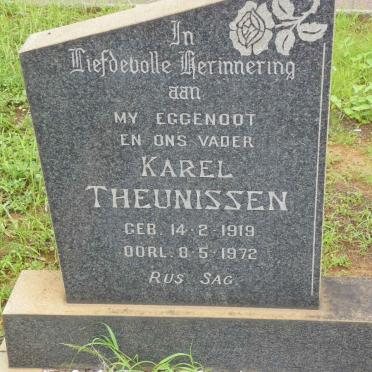 In
Liefdevolle Herinnering
aan
MY EGGENOOT
EN ONS VADER
KAREL
THEUNISSEN
GEB. 14-2-1919
OORL. 8-5-1972
RUS SAG